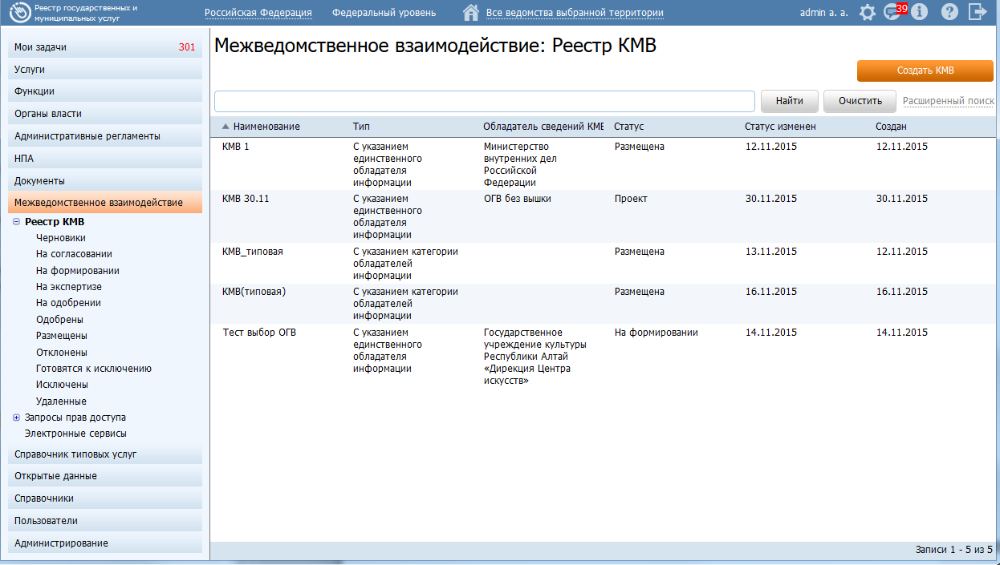 Реестр государственных и
муниципальных услуг
Российская Федерация
Федеральный уровень
Все ведомства выбранной территории
admin a. a.
39
Мои задачи 301
Услуги
Функции
Органы власти
Административные регламенты
НПА
Документы
Межведомственное взаимодействие
Реестр КМВ
Черновики
На согласовании
На формировании
На экспертизе
На одобрении
Одобрены
Размещены
Отклонены
Готовятся к исключению
Исключены
Удаленные
Запросы прав доступа
Электронные сервисы
Справочник типовых услуг
Открытые данные
Справочники
Пользователи
Администрирование
Межведомственное взаимодействие: Реестр КМВ
Создать КМВ
Найти
Очистить
Расширенный поиск
Наименование Тип Обладатель сведений КМВ Статус Статус изменен Создан
КМВ 1 С указанием Министерство Размещена 12.11.2015 12.11.2015
единственного внутренних дел
обладателя Российской
информации Федерации
КМВ 30.11 С указанием ОГВ без вышки Проект 30.11.2015 30.11.2015
единственного
обладателя
информации
КМВ_типовая С указанием категории Размещена 13.11.2015 12.11.2015
обладателей
информации
КМВ(типовая) С указанием категории Размещена 16.11.2015 16.11.2015
обладателей
информации
Тест выбор ОГВ С указанием Государственное На формировании 14.11.2015 14.11.2015
единственного учреждение культуры
обладателя Республики Алтай
информации «Дирекция Центра
искусств»
Записи 1 - 5 из 5